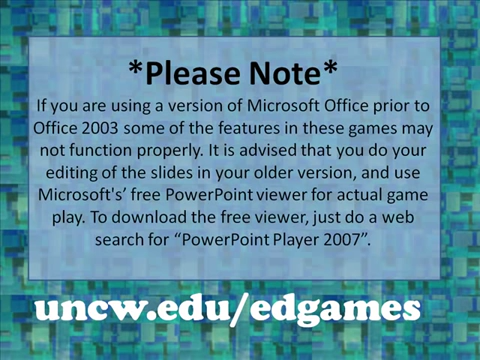 *Please Note*
If you are using a version of Microsoft Office prior to
Office 2003 some of the features in these games may
not function properly. It is advised that you do your
editing of the slides in your older version, and use
Microsoft's’ free PowerPoint viewer for actual game
play. To download the free viewer, just do a web
search for “PowerPoint Player 2007”.
uncw.edu/edgames